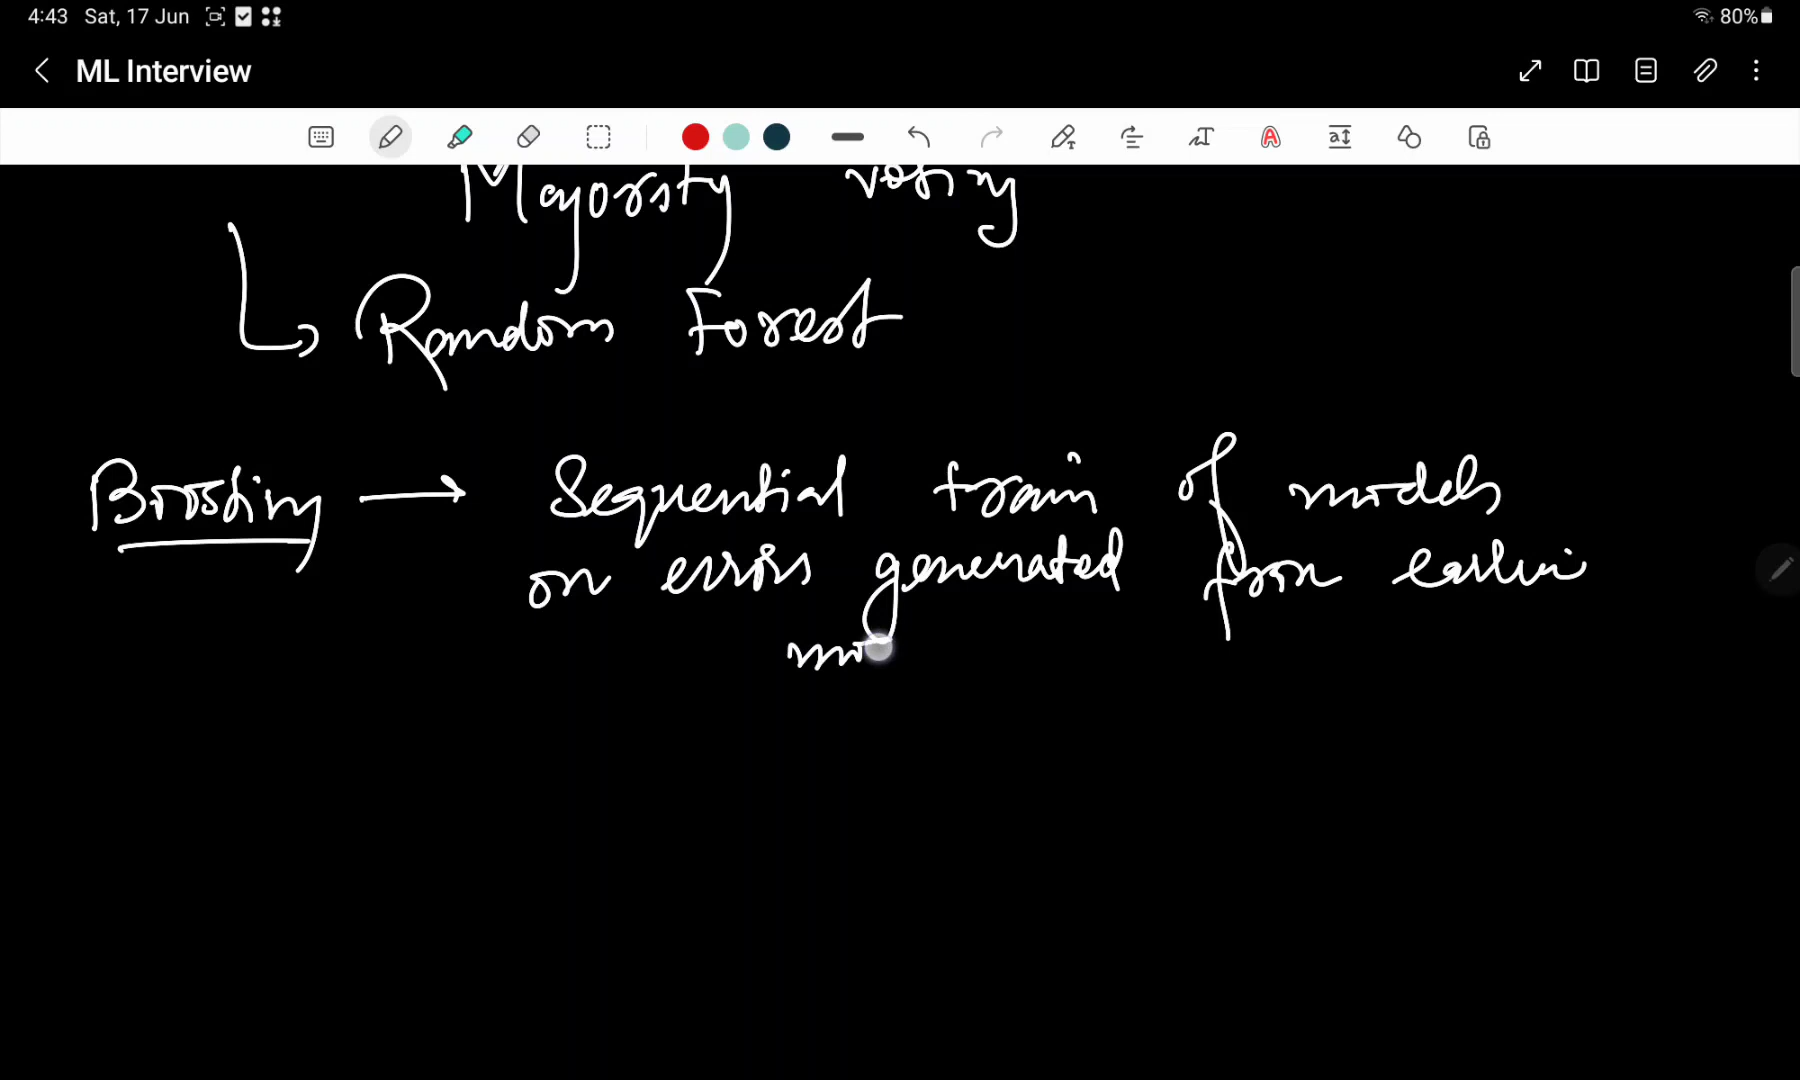 4:43 Sat, 17 Jun 80%
ML Interview
Majority voting
Random Forest
Boosting → Sequential train of models
on errors generated from earlier
mo